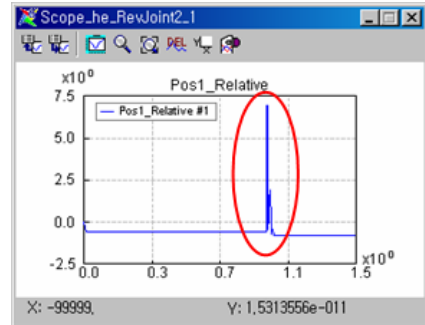 Scope_he_RevJoint2_1
DEL
x10⁰
Pos1_Relative
7.5
Pos1_Relative #1
5.0
2.5
0.0
-2.5
0.0 0.3 0.7 1.1 1.5
x10⁰
X: -99999, Y: 1,5313556e-011